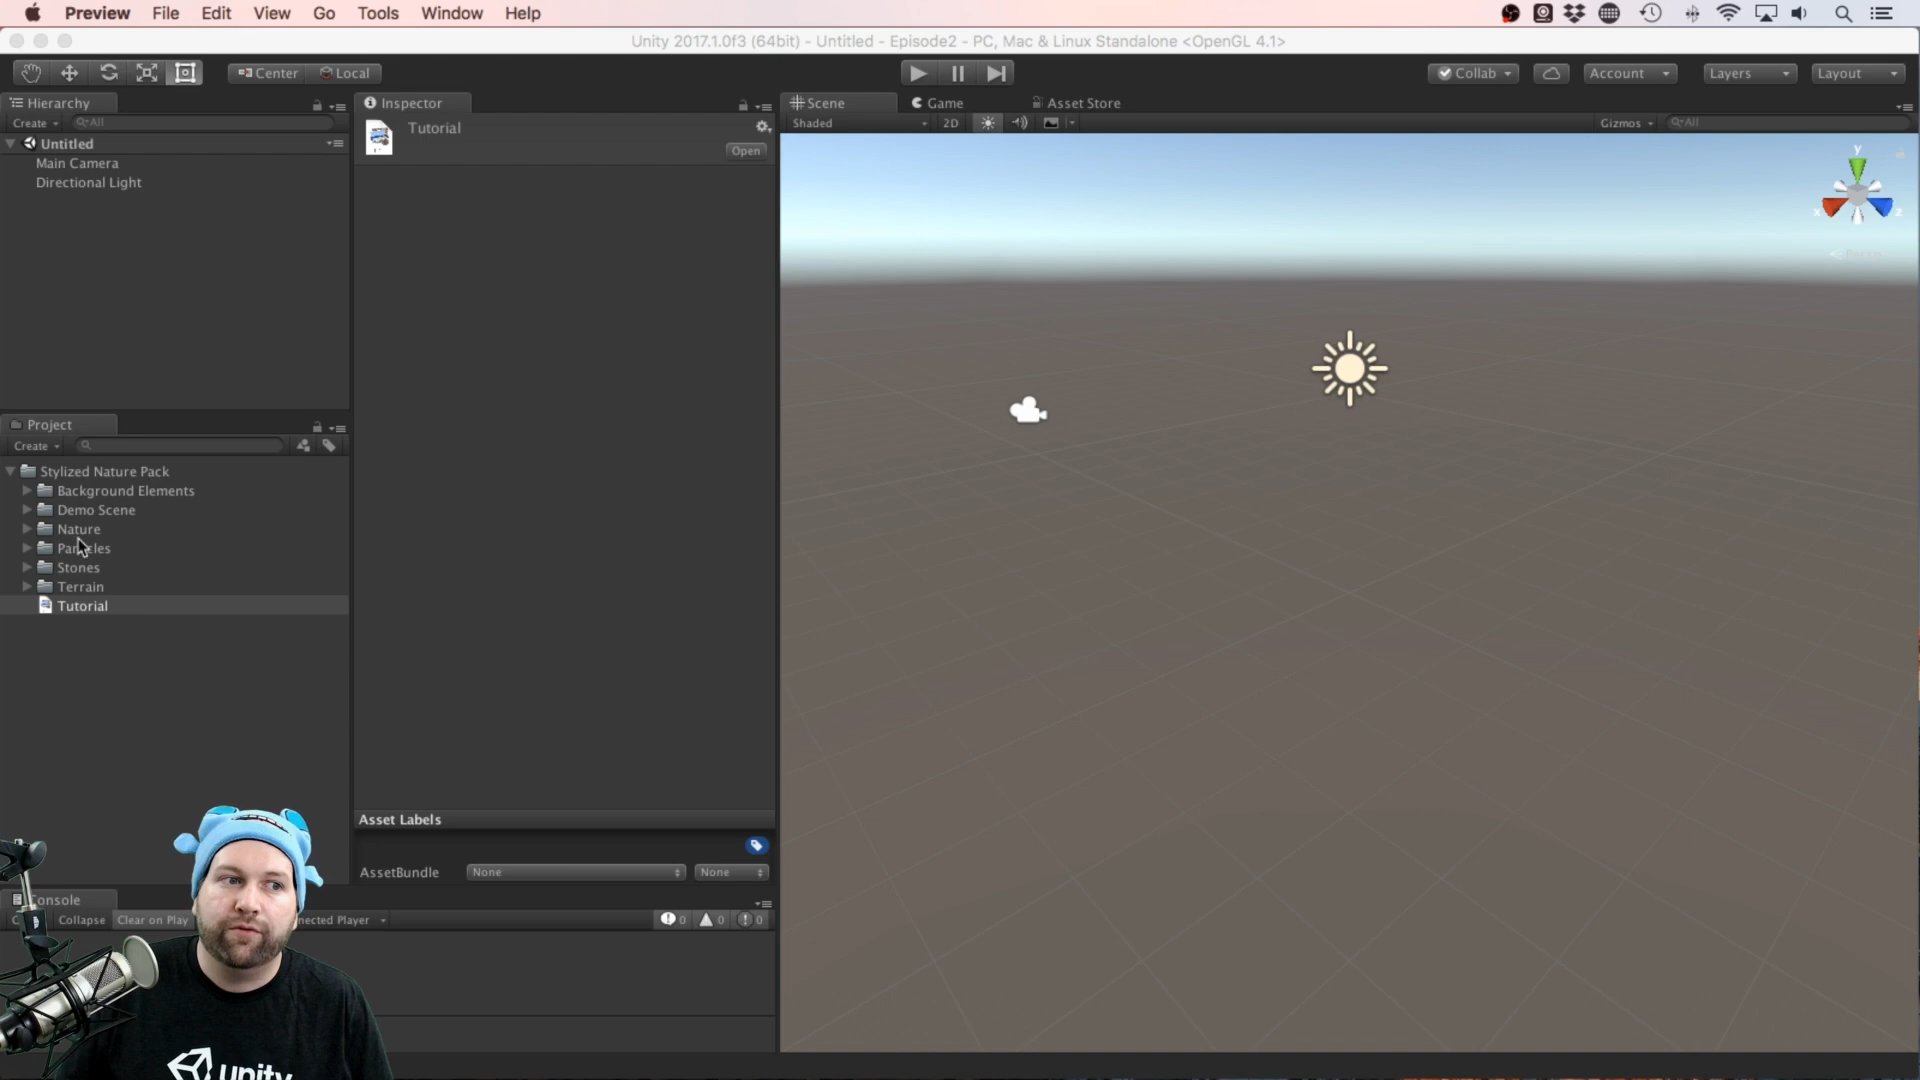 Preview File Edit View Go Tools Window Help
Unity 2017.1.0f3 (64bit) - Untitled - Episode2 - PC, Mac & Linux Standalone <OpenGL 4.1>
Center Local Collab Account Layers Layout
Hierarchy
Create All
Untitled
Main Camera
Directional Light
Inspector
Tutorial
Open
Scene Game Asset Store
Shaded 2D Gizmos All
y
x z
Project
Create
Stylized Nature Pack
Background Elements
Demo Scene
Nature
Particles
Stones
Terrain
Tutorial
Asset Labels
AssetBundle None None
Console
Collapse Clear on Play nected Player 0 0 0
unity